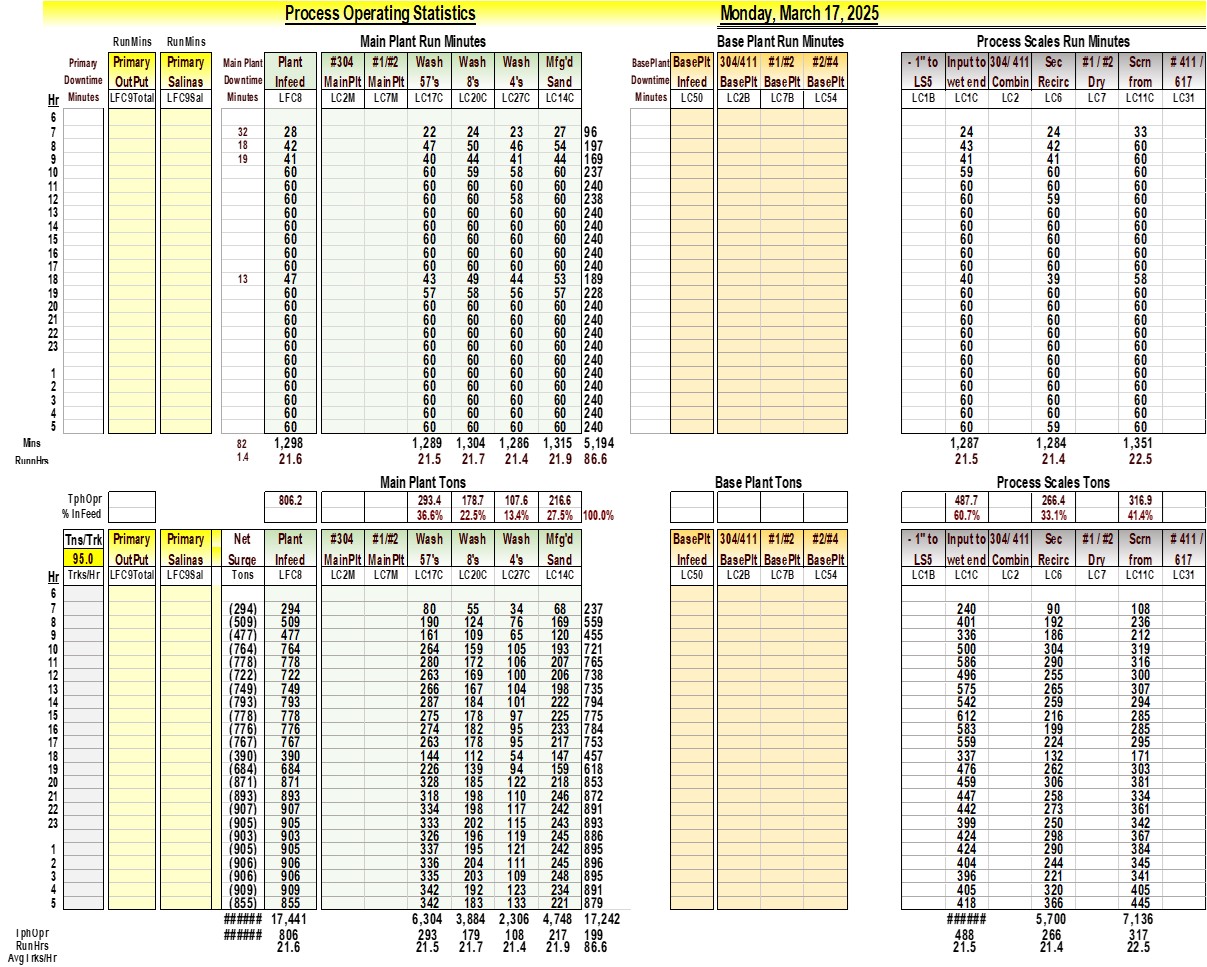 Process Operating Statistics Monday, March 17, 2025
Run Mins Run Mins Main Plant Run Minutes Base Plant Run Minutes Process Scales Run Minutes
Primary Primary Primary Main Plant Plant #304 #1/#2 Wash Wash Wash Mfg'd BasePlant BasePlt 304/411 #1/#2 #2/#4 - 1" to Input to 304/ 411 Sec #1 / #2 Scrn # 411 /
Downtime OutPut Salinas Downtime Infeed MainPlt MainPlt 57's 8's 4's Sand Downtime Infeed BasePlt BasePlt BasePlt LS5 wet end Combin Recirc Dry from 617
Hr Minutes LFC9Total LFC9Sal Minutes LFC8 LC2M LC7M LC17C LC20C LC27C LC14C Minutes LC50 LC2B LC7B LC54 LC1B LC1C LC2 LC6 LC7 LC11C LC31
6
7 32 28 22 24 23 27 96 24 24 33
8 18 42 47 50 46 54 197 43 42 60
9 19 41 40 44 41 44 169 41 41 60
10 60 60 59 58 60 237 59 60 60
11 60 60 60 60 60 240 60 60 60
12 60 60 60 58 60 238 60 59 60
13 60 60 60 60 60 240 60 60 60
14 60 60 60 60 60 240 60 60 60
15 60 60 60 60 60 240 60 60 60
16 60 60 60 60 60 240 60 60 60
17 60 60 60 60 60 240 60 60 60
18 13 47 43 49 44 53 189 40 39 58
19 60 57 58 56 57 228 60 60 60
20 60 60 60 60 60 240 60 60 60
21 60 60 60 60 60 240 60 60 60
22 60 60 60 60 60 240 60 60 60
23 60 60 60 60 60 240 60 60 60
60 60 60 60 60 240 60 60 60
1 60 60 60 60 60 240 60 60 60
2 60 60 60 60 60 240 60 60 60
3 60 60 60 60 60 240 60 60 60
4 60 60 60 60 60 240 60 60 60
5 60 60 60 60 60 240 60 59 60
Mins 82 1,298 1,289 1,304 1,286 1,315 5,194 1,287 1,284 1,351
RunnHrs 1.4 21.6 21.5 21.7 21.4 21.9 86.6 21.5 21.4 22.5
Main Plant Tons Base Plant Tons Process Scales Tons
TphOpr 806.2 293.4 178.7 107.6 216.6 487.7 266.4 316.9
% InFeed 36.6% 22.5% 13.4% 27.5% 100.0% 60.7% 33.1% 41.4%
Tns/Trk Primary Primary Net Plant #304 #1/#2 Wash Wash Wash Mfg'd BasePlt 304/411 #1/#2 #2/#4 - 1" to Input to 304/ 411 Sec #1 / #2 Scrn # 411 /
95.0 OutPut Salinas Surge Infeed MainPlt MainPlt 57's 8's 4's Sand Infeed BasePlt BasePlt BasePlt LS5 wet end Combin Recirc Dry from 617
Hr Trks/Hr LFC9Total LFC9Sal Tons LFC8 LC2M LC7M LC17C LC20C LC27C LC14C LC50 LC2B LC7B LC54 LC1B LC1C LC2 LC6 LC7 LC11C LC31
6
7 (294) 294 80 55 34 68 237 240 90 108
8 (509) 509 190 124 76 169 559 401 192 236
9 (477) 477 161 109 65 120 455 336 186 212
10 (764) 764 264 159 105 193 721 500 304 319
11 (778) 778 280 172 106 207 765 586 290 316
12 (722) 722 263 169 100 206 738 496 255 300
13 (749) 749 266 167 104 198 735 575 265 307
14 (793) 793 287 184 101 222 794 542 259 294
15 (778) 778 275 178 97 225 775 612 216 285
16 (776) 776 274 182 95 233 784 583 199 285
17 (767) 767 263 178 95 217 753 559 224 295
18 (390) 390 144 112 54 147 457 337 132 171
19 (684) 684 226 139 94 159 618 476 262 303
20 (871) 871 328 185 122 218 853 459 306 381
21 (893) 893 318 198 110 246 872 447 258 334
22 (907) 907 334 198 117 242 891 442 273 361
23 (905) 905 333 202 115 243 893 399 250 342
(903) 903 326 196 119 245 886 424 298 367
1 (905) 905 337 195 121 242 895 424 290 384
2 (906) 906 336 204 111 245 896 404 244 345
3 (906) 906 335 203 109 248 895 396 221 341
4 (909) 909 342 192 123 234 891 405 320 405
5 (855) 855 342 183 133 221 879 418 366 445
###### 17,441 6,304 3,884 2,306 4,748 17,242 ###### 5,700 7,136
TphOpr ###### 806 293 179 108 217 199 488 266 317
RunHrs 21.6 21.5 21.7 21.4 21.9 86.6 21.5 21.4 22.5
Avg Trks/Hr